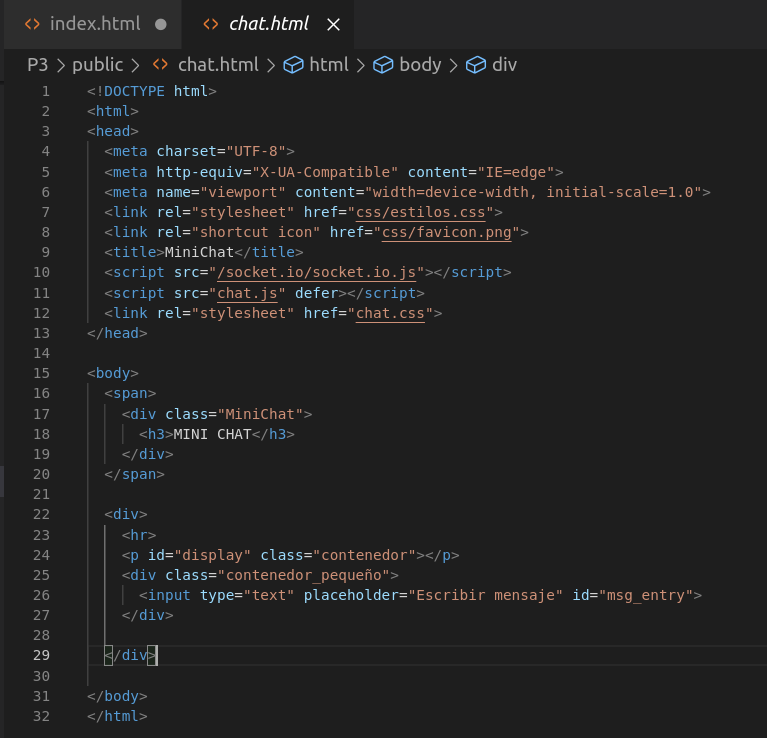 index.html ● chat.html ×
P3 > public > chat.html > html > body > div
1 <!DOCTYPE html>
2 <html>
3 <head>
4 <meta charset="UTF-8">
5 <meta http-equiv="X-UA-Compatible" content="IE=edge">
6 <meta name="viewport" content="width=device-width, initial-scale=1.0">
7 <link rel="stylesheet" href="css/estilos.css">
8 <link rel="shortcut icon" href="css/favicon.png">
9 <title>MiniChat</title>
10 <script src="/socket.io/socket.io.js"></script>
11 <script src="chat.js" defer></script>
12 <link rel="stylesheet" href="chat.css">
13 </head>
14
15 <body>
16 <span>
17 <div class="MiniChat">
18 <h3>MINI CHAT</h3>
19 </div>
20 </span>
21
22 <div>
23 <hr>
24 <p id="display" class="contenedor"></p>
25 <div class="contenedor_pequeño">
26 <input type="text" placeholder="Escribir mensaje" id="msg_entry">
27 </div>
28
29 </div>
30
31 </body>
32 </html>